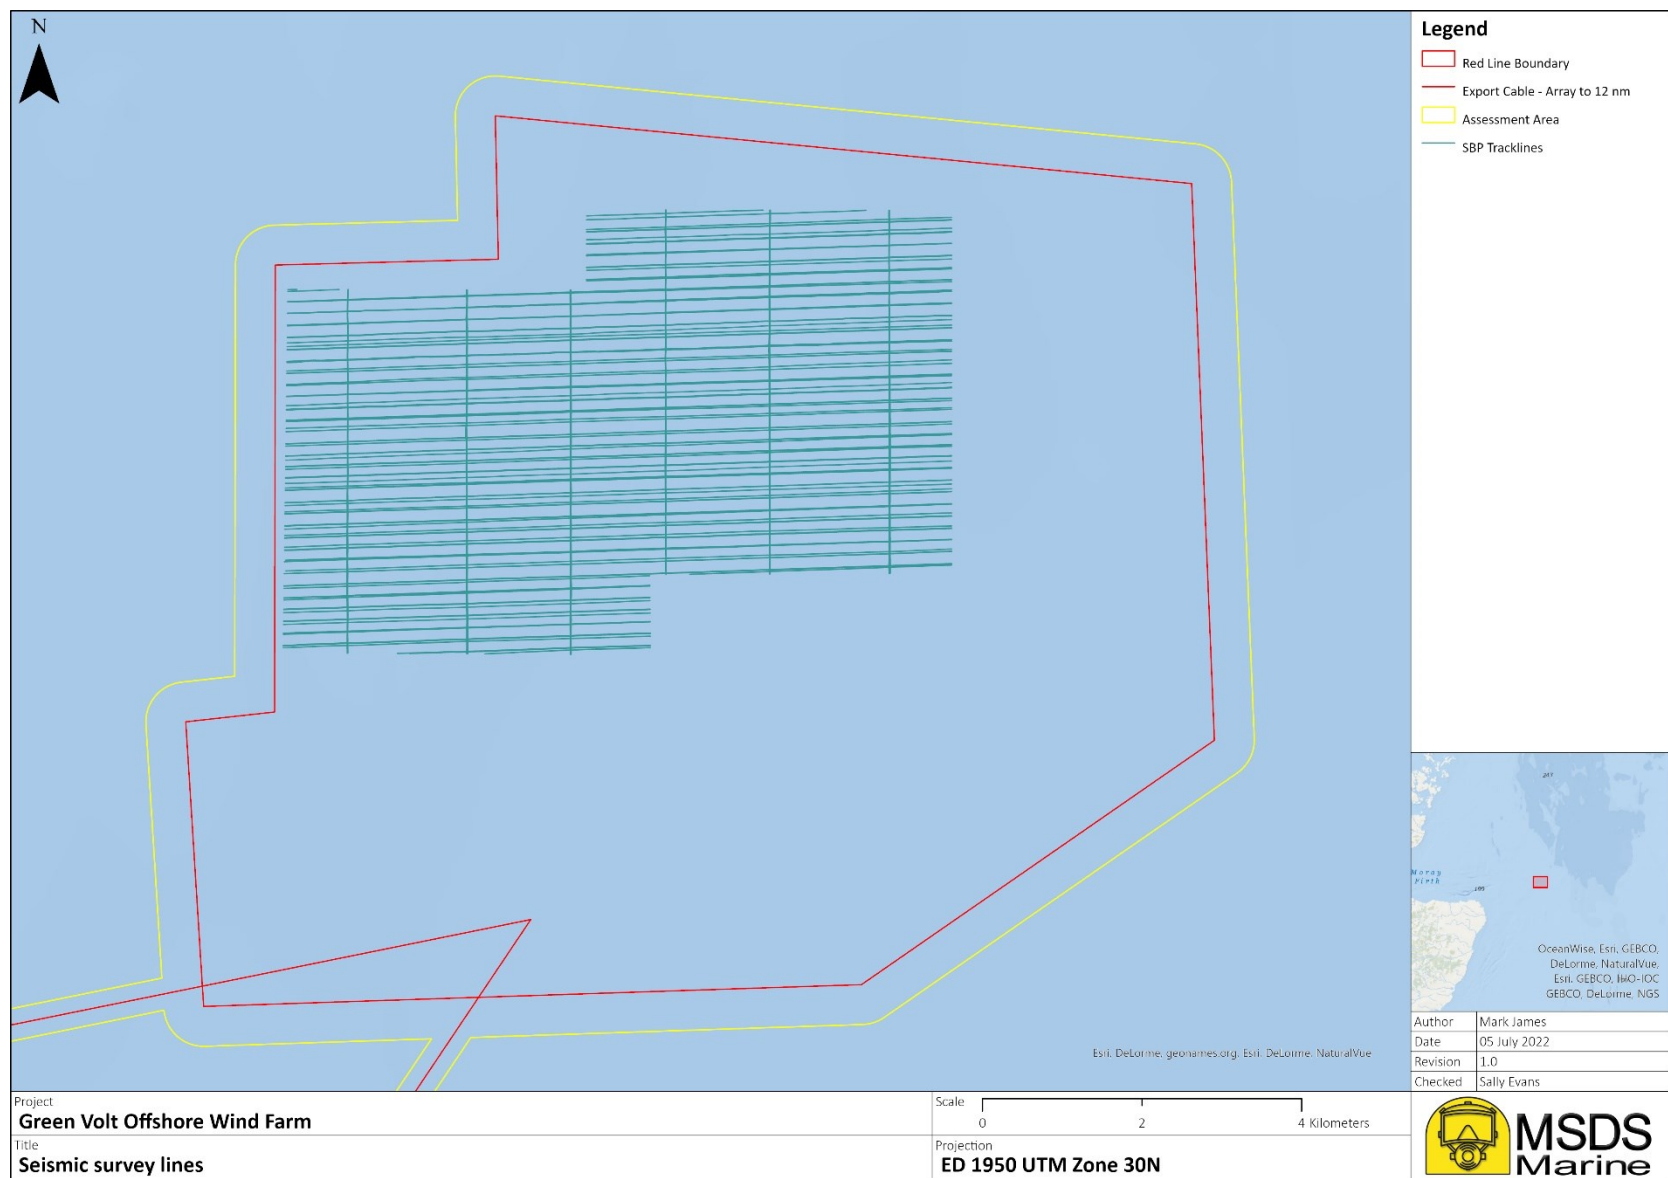 N
Legend
Red Line Boundary
Export Cable - Array to 12 nm
Assessment Area
SBP Tracklines
Moray
Firth
OceanWise, Esri, GEBCO,
DeLorme, NaturalVue,
Esri, GEBCO, IHO-IOC
GEBCO, DeLorme, NGS
Esri, DeLorme, geonames.org, Esri, DeLorme, NaturalVue
Author Mark James
Date 05 July 2022
Revision 1.0
Checked Sally Evans
Project
Green Volt Offshore Wind Farm
Title
Seismic survey lines
Scale
0 2 4 Kilometers
Projection
ED 1950 UTM Zone 30N
MSDS
Marine